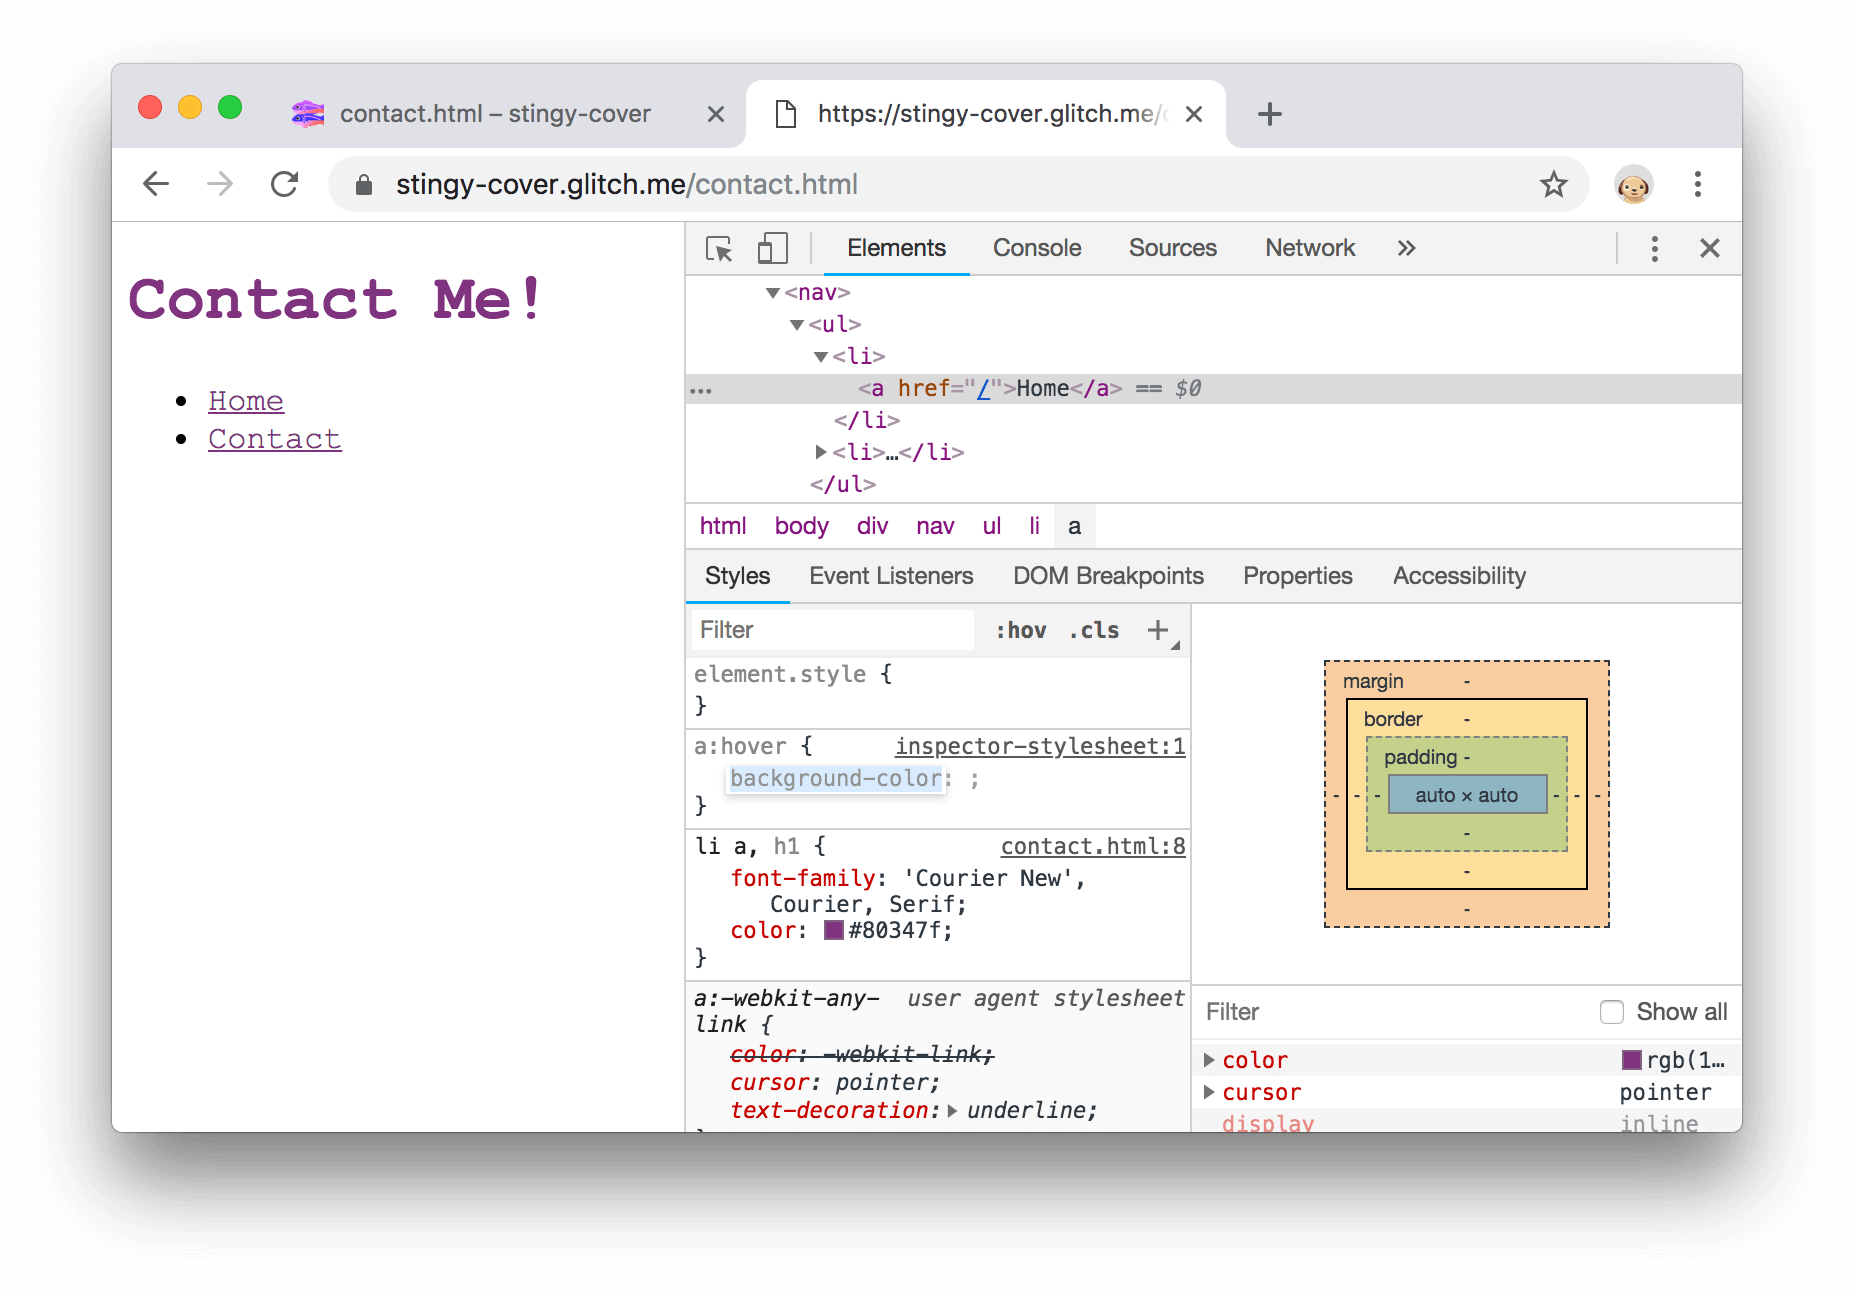 contact.html – stingy-cover
https://stingy-cover.glitch.me/
stingy-cover.glitch.me/contact.html
Contact Me!
Home
Contact
Elements Console Sources Network »
<nav>
<ul>
<li>
… <a href="/">Home</a> == $0
</li>
<li>…</li>
</ul>
html body div nav ul li a
Styles Event Listeners DOM Breakpoints Properties Accessibility
Filter :hov .cls +
element.style {
}
a:hover { inspector-stylesheet:1
background-color: ;
}
li a, h1 { contact.html:8
font-family: 'Courier New',
Courier, Serif;
color: #80347f;
}
a:-webkit-any- user agent stylesheet
link {
color: -webkit-link;
cursor: pointer;
text-decoration: underline;
margin -
border -
padding -
- - - auto × auto - - -
-
-
-
Filter Show all
color rgb(1…
cursor pointer
display inline